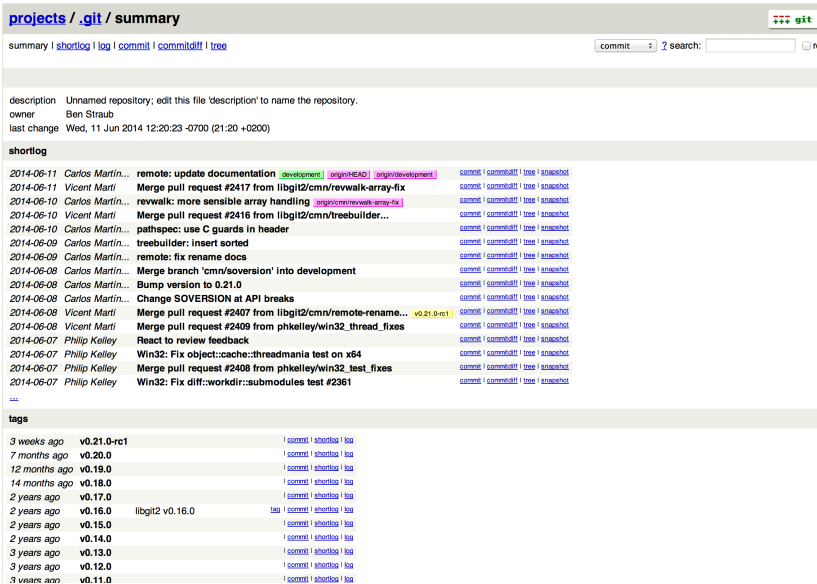 projects / .git / summary
git
summary | shortlog | log | commit | commitdiff | tree
commit ? search:
description Unnamed repository; edit this file 'description' to name the repository.
owner Ben Straub
last change Wed, 11 Jun 2014 12:20:23 -0700 (21:20 +0200)
shortlog
2014-06-11 Carlos Martín... remote: update documentation development origin/HEAD origin/development commit | commitdiff | tree | snapshot
2014-06-11 Vicent Marti Merge pull request #2417 from libgit2/cmn/revwalk-array-fix commit | commitdiff | tree | snapshot
2014-06-10 Carlos Martín... revwalk: more sensible array handling origin/cmn/revwalk-array-fix commit | commitdiff | tree | snapshot
2014-06-10 Vicent Marti Merge pull request #2416 from libgit2/cmn/treebuilder... commit | commitdiff | tree | snapshot
2014-06-10 Carlos Martín... pathspec: use C guards in header commit | commitdiff | tree | snapshot
2014-06-09 Carlos Martín... treebuilder: insert sorted commit | commitdiff | tree | snapshot
2014-06-09 Carlos Martín... remote: fix rename docs commit | commitdiff | tree | snapshot
2014-06-08 Carlos Martín... Merge branch 'cmn/soversion' into development commit | commitdiff | tree | snapshot
2014-06-08 Carlos Martín... Bump version to 0.21.0 commit | commitdiff | tree | snapshot
2014-06-08 Carlos Martín... Change SOVERSION at API breaks commit | commitdiff | tree | snapshot
2014-06-08 Vicent Marti Merge pull request #2407 from libgit2/cmn/remote-rename... v0.21.0-rc1 commit | commitdiff | tree | snapshot
2014-06-08 Vicent Marti Merge pull request #2409 from phkelley/win32_thread_fixes commit | commitdiff | tree | snapshot
2014-06-07 Philip Kelley React to review feedback commit | commitdiff | tree | snapshot
2014-06-07 Philip Kelley Win32: Fix object::cache::threadmania test on x64 commit | commitdiff | tree | snapshot
2014-06-07 Philip Kelley Merge pull request #2408 from phkelley/win32_test_fixes commit | commitdiff | tree | snapshot
2014-06-07 Philip Kelley Win32: Fix diff::workdir::submodules test #2361 commit | commitdiff | tree | snapshot
...
tags
3 weeks ago v0.21.0-rc1 | commit | shortlog | log
7 months ago v0.20.0 | commit | shortlog | log
12 months ago v0.19.0 | commit | shortlog | log
14 months ago v0.18.0 | commit | shortlog | log
2 years ago v0.17.0 | commit | shortlog | log
2 years ago v0.16.0 libgit2 v0.16.0 tag | commit | shortlog | log
2 years ago v0.15.0 | commit | shortlog | log
2 years ago v0.14.0 | commit | shortlog | log
3 years ago v0.13.0 | commit | shortlog | log
3 years ago v0.12.0 | commit | shortlog | log
3 years ago v0.11.0 | commit | shortlog | log